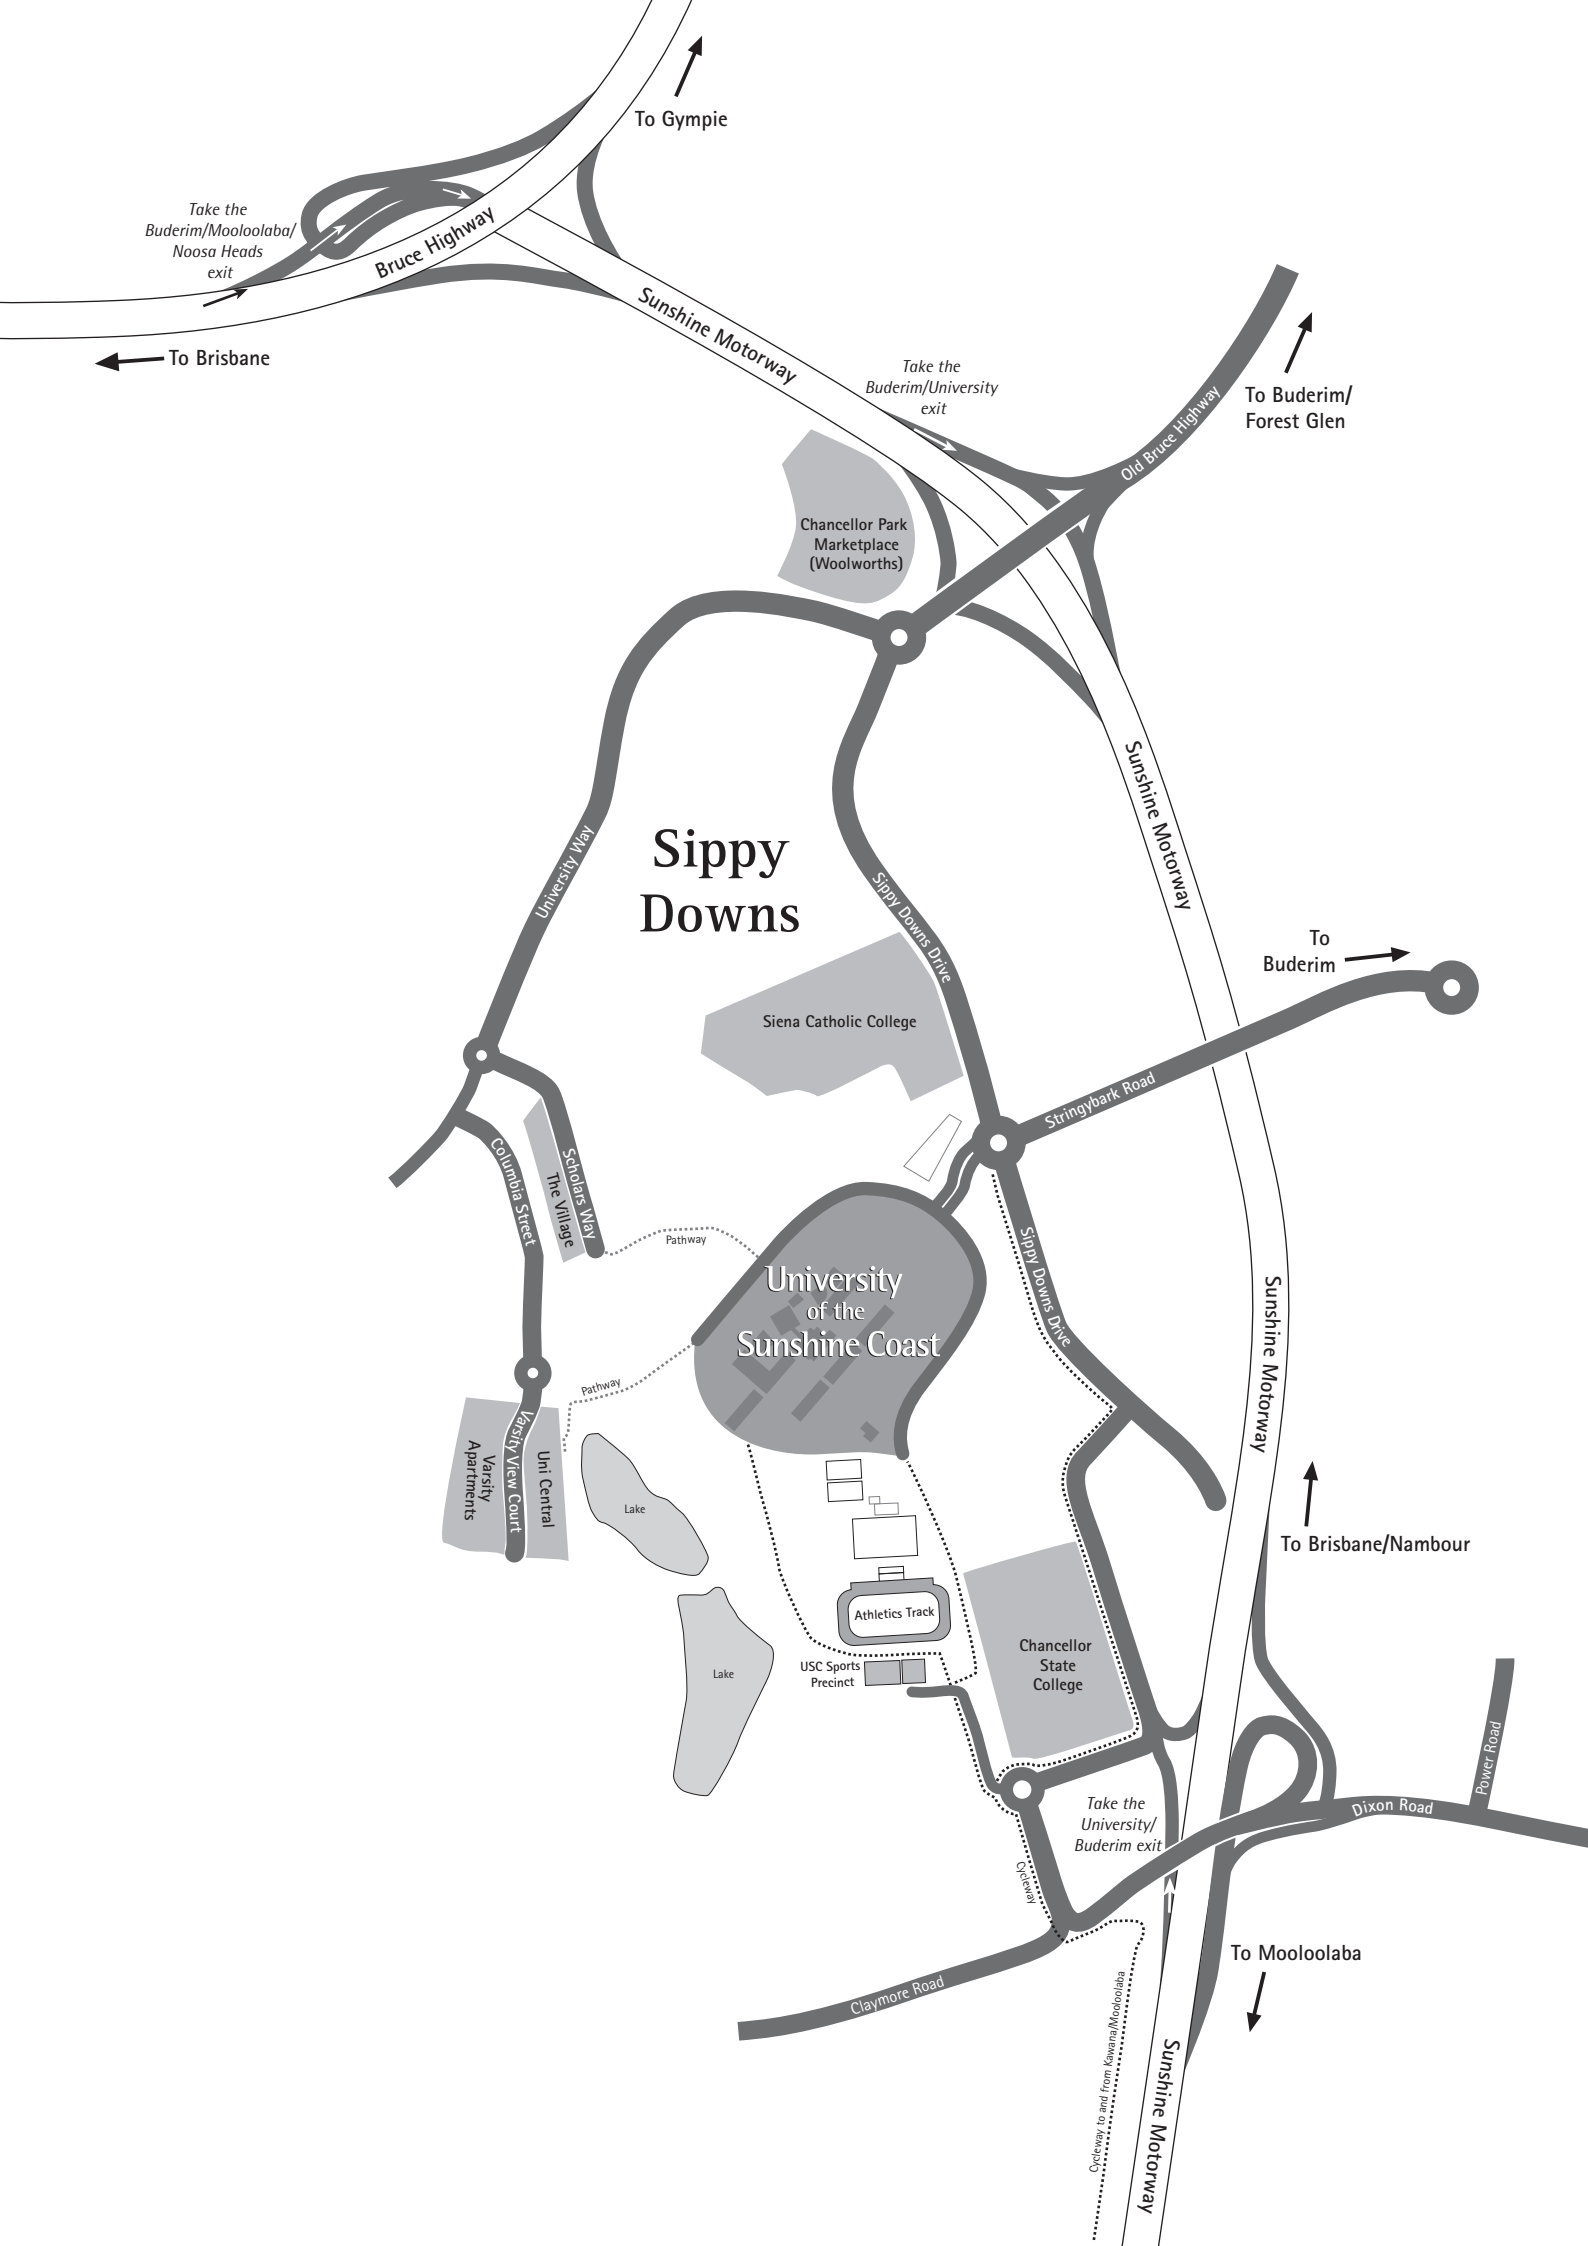 To Gympie
Take the
Buderim/Mooloolaba/
Noosa Heads
exit
Bruce Highway
To Brisbane
Sunshine Motorway
Take the
Buderim/University
exit
To Buderim/
Forest Glen
Old Bruce Highway
Chancellor Park
Marketplace
(Woolworths)
Sunshine Motorway
University Way
Sippy
Downs
Sippy Downs Drive
To
Buderim
Siena Catholic College
Stringybark Road
Columbia Street
The Village
Scholars Way
Pathway
University
of the
Sunshine Coast
Sippy Downs Drive
Sunshine Motorway
Pathway
Varsity
Apartments
Varsity View Court
Uni Central
Lake
To Brisbane/Nambour
Athletics Track
Chancellor
State
College
USC Sports
Precinct
Lake
Power Road
Take the
University/
Buderim exit
Dixon Road
Cycleway
To Mooloolaba
Claymore Road
Cycleway to and from Kawana/Mooloolaba
Sunshine Motorway